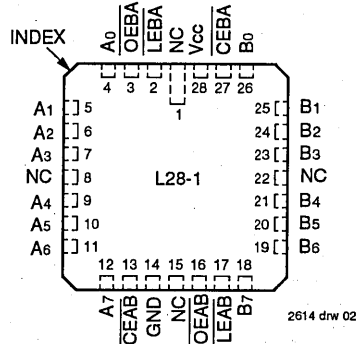 INDEX
A0 OEBA LEBA NC Vcc CEBA B0
4 3 2 28 27 26
1
A1 5 25 B1
A2 6 24 B2
A3 7 23 B3
NC 8 L28-1 22 NC
A4 9 21 B4
A5 10 20 B5
A6 11 19 B6
12 13 14 15 16 17 18
A7 CEAB GND NC OEAB LEAB B7
2614 drw 02